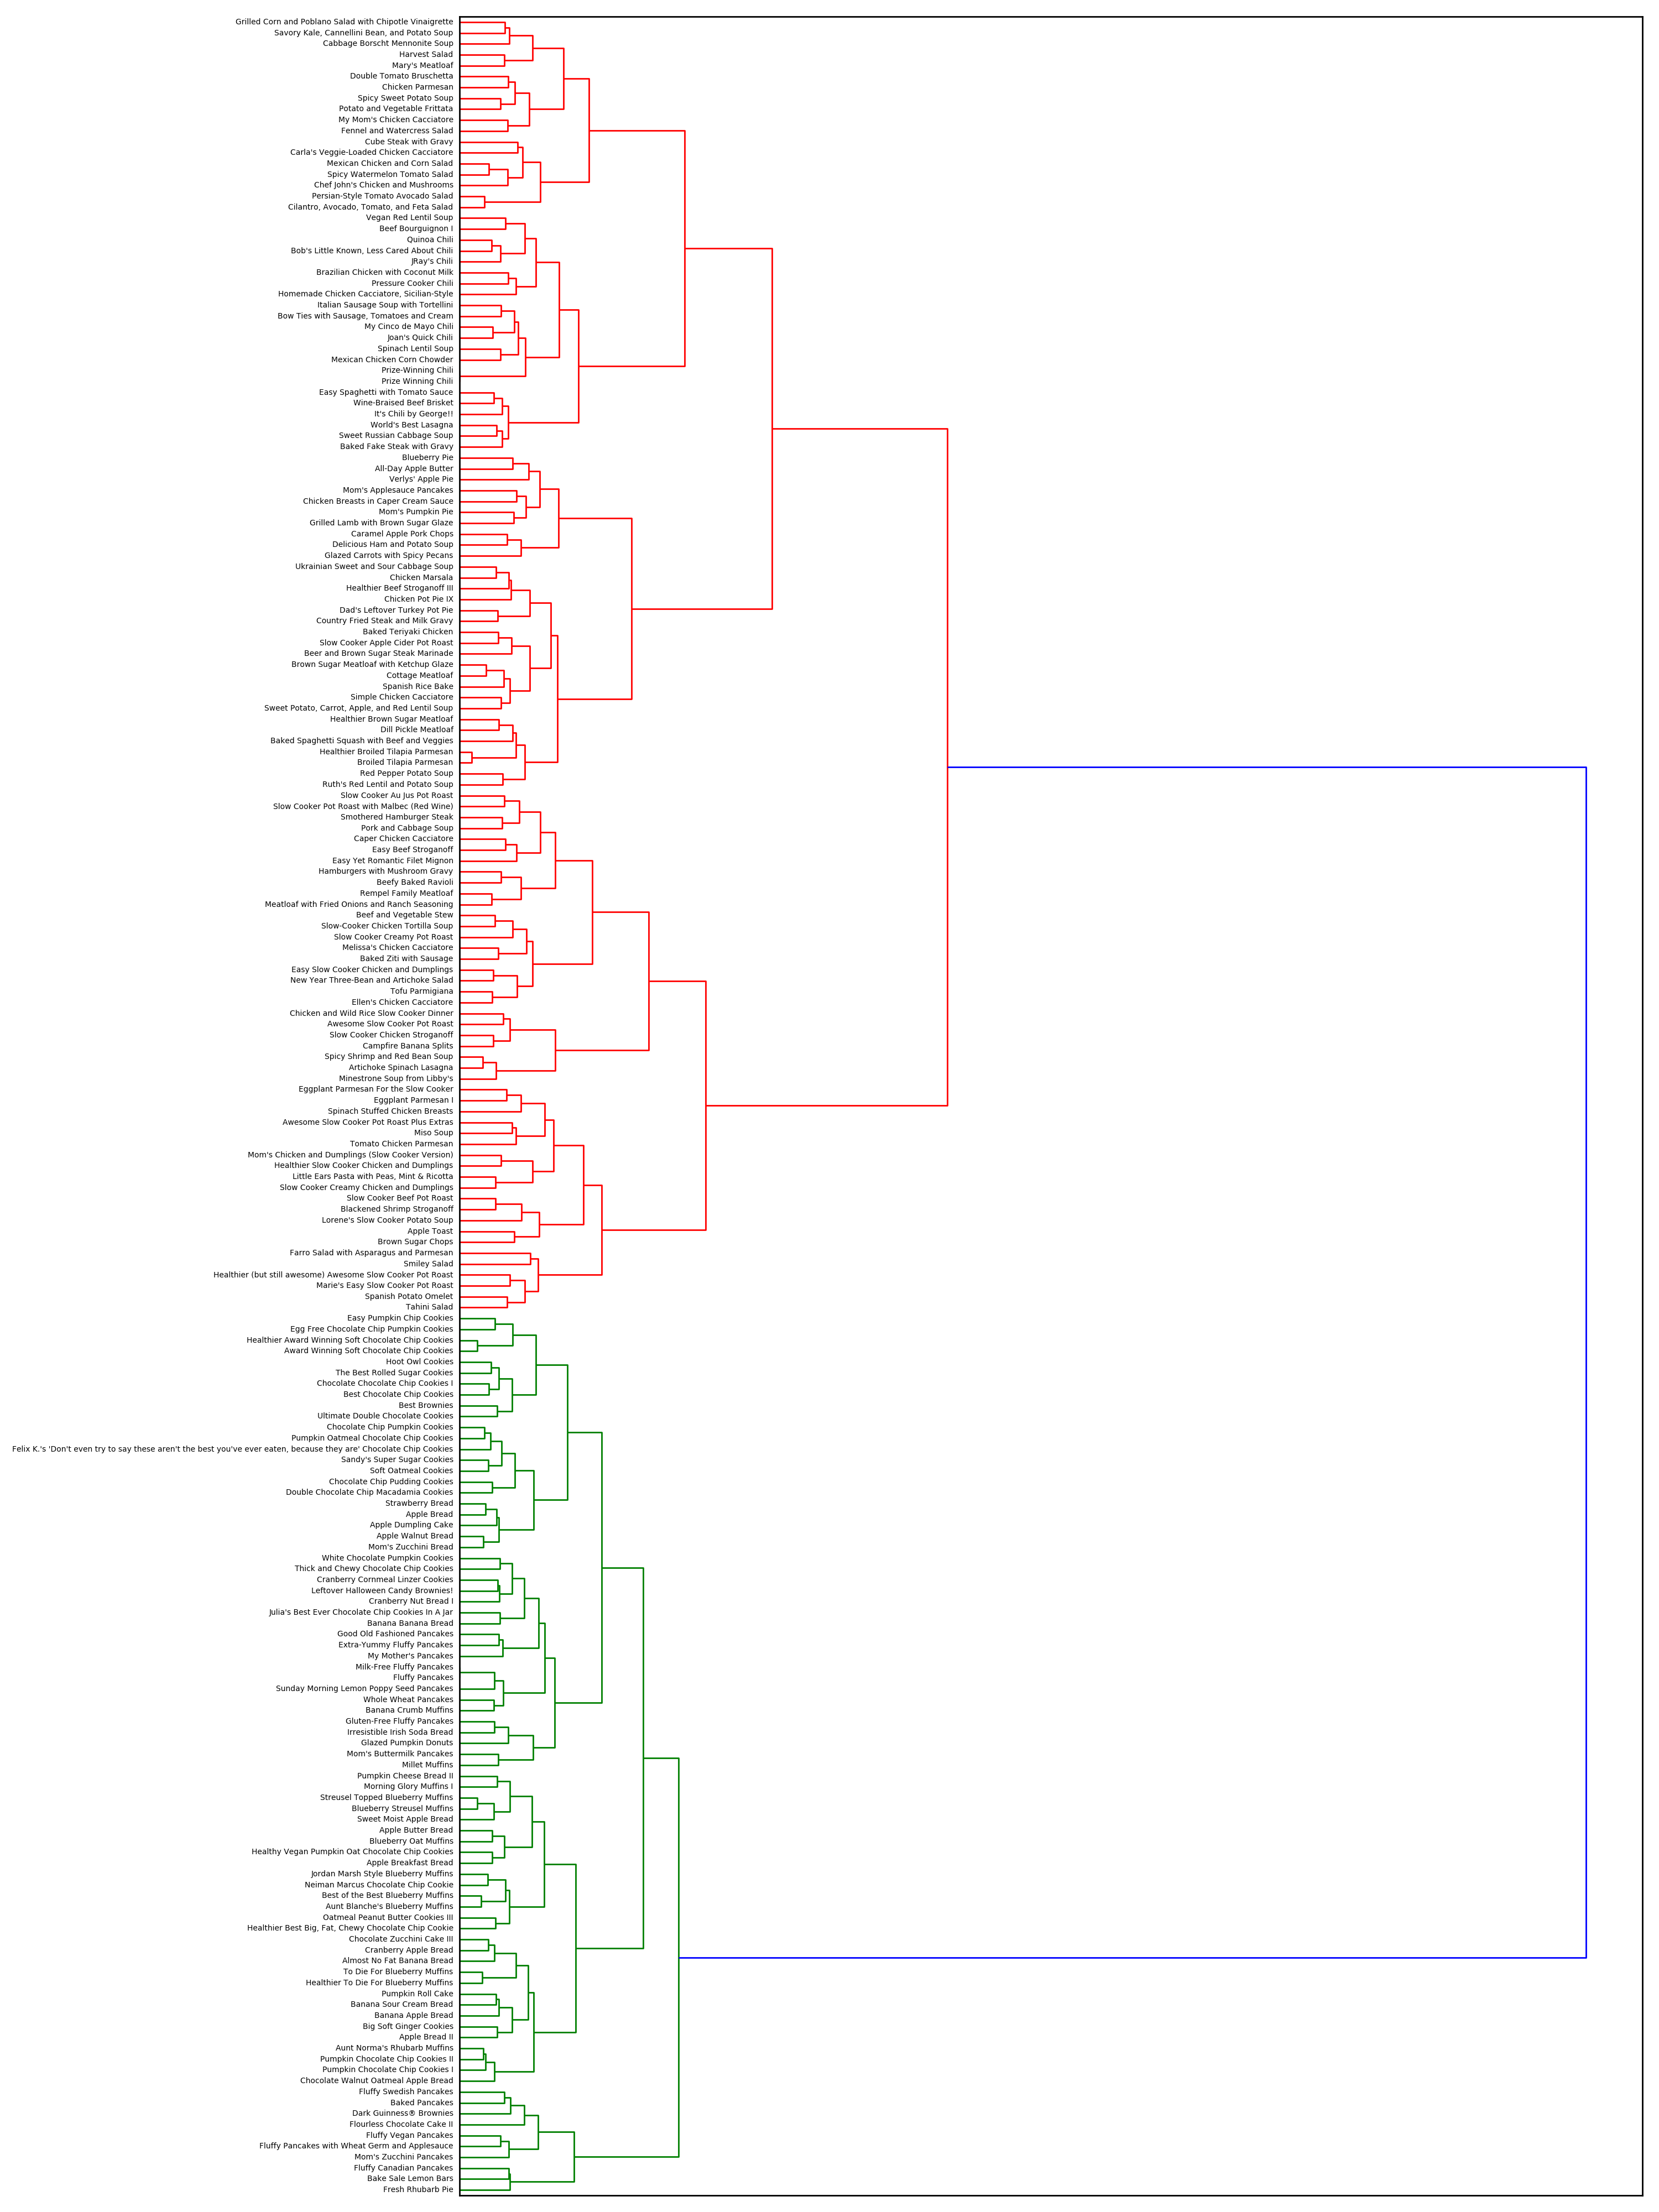 Grilled Corn and Poblano Salad with Chipotle Vinaigrette
Savory Kale, Cannellini Bean, and Potato Soup
Cabbage Borscht Mennonite Soup
Harvest Salad
Mary's Meatloaf
Double Tomato Bruschetta
Chicken Parmesan
Spicy Sweet Potato Soup
Potato and Vegetable Frittata
My Mom's Chicken Cacciatore
Fennel and Watercress Salad
Cube Steak with Gravy
Carla's Veggie-Loaded Chicken Cacciatore
Mexican Chicken and Corn Salad
Spicy Watermelon Tomato Salad
Chef John's Chicken and Mushrooms
Persian-Style Tomato Avocado Salad
Cilantro, Avocado, Tomato, and Feta Salad
Vegan Red Lentil Soup
Beef Bourguignon I
Quinoa Chili
Bob's Little Known, Less Cared About Chili
JRay's Chili
Brazilian Chicken with Coconut Milk
Pressure Cooker Chili
Homemade Chicken Cacciatore, Sicilian-Style
Italian Sausage Soup with Tortellini
Bow Ties with Sausage, Tomatoes and Cream
My Cinco de Mayo Chili
Joan's Quick Chili
Spinach Lentil Soup
Mexican Chicken Corn Chowder
Prize-Winning Chili
Prize Winning Chili
Easy Spaghetti with Tomato Sauce
Wine-Braised Beef Brisket
It's Chili by George!!
World's Best Lasagna
Sweet Russian Cabbage Soup
Baked Fake Steak with Gravy
Blueberry Pie
All-Day Apple Butter
Verlys' Apple Pie
Mom's Applesauce Pancakes
Chicken Breasts in Caper Cream Sauce
Mom's Pumpkin Pie
Grilled Lamb with Brown Sugar Glaze
Caramel Apple Pork Chops
Delicious Ham and Potato Soup
Glazed Carrots with Spicy Pecans
Ukrainian Sweet and Sour Cabbage Soup
Chicken Marsala
Healthier Beef Stroganoff III
Chicken Pot Pie IX
Dad's Leftover Turkey Pot Pie
Country Fried Steak and Milk Gravy
Baked Teriyaki Chicken
Slow Cooker Apple Cider Pot Roast
Beer and Brown Sugar Steak Marinade
Brown Sugar Meatloaf with Ketchup Glaze
Cottage Meatloaf
Spanish Rice Bake
Simple Chicken Cacciatore
Sweet Potato, Carrot, Apple, and Red Lentil Soup
Healthier Brown Sugar Meatloaf
Dill Pickle Meatloaf
Baked Spaghetti Squash with Beef and Veggies
Healthier Broiled Tilapia Parmesan
Broiled Tilapia Parmesan
Red Pepper Potato Soup
Ruth's Red Lentil and Potato Soup
Slow Cooker Au Jus Pot Roast
Slow Cooker Pot Roast with Malbec (Red Wine)
Smothered Hamburger Steak
Pork and Cabbage Soup
Caper Chicken Cacciatore
Easy Beef Stroganoff
Easy Yet Romantic Filet Mignon
Hamburgers with Mushroom Gravy
Beefy Baked Ravioli
Rempel Family Meatloaf
Meatloaf with Fried Onions and Ranch Seasoning
Beef and Vegetable Stew
Slow-Cooker Chicken Tortilla Soup
Slow Cooker Creamy Pot Roast
Melissa's Chicken Cacciatore
Baked Ziti with Sausage
Easy Slow Cooker Chicken and Dumplings
New Year Three-Bean and Artichoke Salad
Tofu Parmigiana
Ellen's Chicken Cacciatore
Chicken and Wild Rice Slow Cooker Dinner
Awesome Slow Cooker Pot Roast
Slow Cooker Chicken Stroganoff
Campfire Banana Splits
Spicy Shrimp and Red Bean Soup
Artichoke Spinach Lasagna
Minestrone Soup from Libby's
Eggplant Parmesan For the Slow Cooker
Eggplant Parmesan I
Spinach Stuffed Chicken Breasts
Awesome Slow Cooker Pot Roast Plus Extras
Miso Soup
Tomato Chicken Parmesan
Mom's Chicken and Dumplings (Slow Cooker Version)
Healthier Slow Cooker Chicken and Dumplings
Little Ears Pasta with Peas, Mint & Ricotta
Slow Cooker Creamy Chicken and Dumplings
Slow Cooker Beef Pot Roast
Blackened Shrimp Stroganoff
Lorene's Slow Cooker Potato Soup
Apple Toast
Brown Sugar Chops
Farro Salad with Asparagus and Parmesan
Smiley Salad
Healthier (but still awesome) Awesome Slow Cooker Pot Roast
Marie's Easy Slow Cooker Pot Roast
Spanish Potato Omelet
Tahini Salad
Easy Pumpkin Chip Cookies
Egg Free Chocolate Chip Pumpkin Cookies
Healthier Award Winning Soft Chocolate Chip Cookies
Award Winning Soft Chocolate Chip Cookies
Hoot Owl Cookies
The Best Rolled Sugar Cookies
Chocolate Chocolate Chip Cookies I
Best Chocolate Chip Cookies
Best Brownies
Ultimate Double Chocolate Cookies
Chocolate Chip Pumpkin Cookies
Pumpkin Oatmeal Chocolate Chip Cookies
Felix K.'s 'Don't even try to say these aren't the best you've ever eaten, because they are' Chocolate Chip Cookies
Sandy's Super Sugar Cookies
Soft Oatmeal Cookies
Chocolate Chip Pudding Cookies
Double Chocolate Chip Macadamia Cookies
Strawberry Bread
Apple Bread
Apple Dumpling Cake
Apple Walnut Bread
Mom's Zucchini Bread
White Chocolate Pumpkin Cookies
Thick and Chewy Chocolate Chip Cookies
Cranberry Cornmeal Linzer Cookies
Leftover Halloween Candy Brownies!
Cranberry Nut Bread I
Julia's Best Ever Chocolate Chip Cookies In A Jar
Banana Banana Bread
Good Old Fashioned Pancakes
Extra-Yummy Fluffy Pancakes
My Mother's Pancakes
Milk-Free Fluffy Pancakes
Fluffy Pancakes
Sunday Morning Lemon Poppy Seed Pancakes
Whole Wheat Pancakes
Banana Crumb Muffins
Gluten-Free Fluffy Pancakes
Irresistible Irish Soda Bread
Glazed Pumpkin Donuts
Mom's Buttermilk Pancakes
Millet Muffins
Pumpkin Cheese Bread II
Morning Glory Muffins I
Streusel Topped Blueberry Muffins
Blueberry Streusel Muffins
Sweet Moist Apple Bread
Apple Butter Bread
Blueberry Oat Muffins
Healthy Vegan Pumpkin Oat Chocolate Chip Cookies
Apple Breakfast Bread
Jordan Marsh Style Blueberry Muffins
Neiman Marcus Chocolate Chip Cookie
Best of the Best Blueberry Muffins
Aunt Blanche's Blueberry Muffins
Oatmeal Peanut Butter Cookies III
Healthier Best Big, Fat, Chewy Chocolate Chip Cookie
Chocolate Zucchini Cake III
Cranberry Apple Bread
Almost No Fat Banana Bread
To Die For Blueberry Muffins
Healthier To Die For Blueberry Muffins
Pumpkin Roll Cake
Banana Sour Cream Bread
Banana Apple Bread
Big Soft Ginger Cookies
Apple Bread II
Aunt Norma's Rhubarb Muffins
Pumpkin Chocolate Chip Cookies II
Pumpkin Chocolate Chip Cookies I
Chocolate Walnut Oatmeal Apple Bread
Fluffy Swedish Pancakes
Baked Pancakes
Dark Guinness® Brownies
Flourless Chocolate Cake II
Fluffy Vegan Pancakes
Fluffy Pancakes with Wheat Germ and Applesauce
Mom's Zucchini Pancakes
Fluffy Canadian Pancakes
Bake Sale Lemon Bars
Fresh Rhubarb Pie